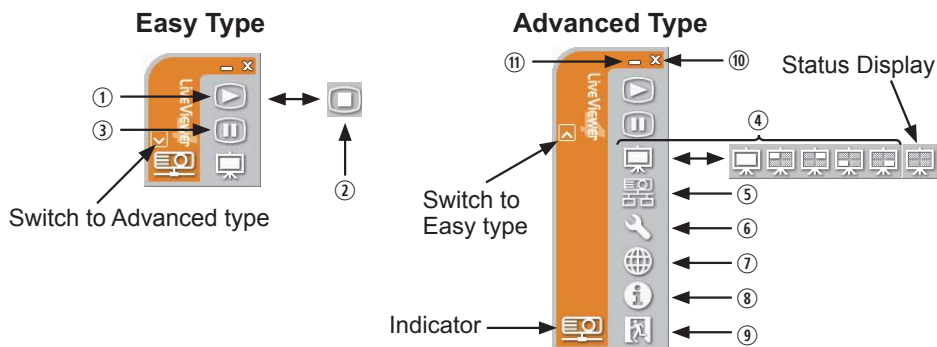 Easy Type
Advanced Type
LiveViewer
①
③
②
Switch to Advanced type
LiveViewer
⑪
⑩
Status Display
④
Switch to
Easy type
⑤
⑥
⑦
⑧
⑨
Indicator